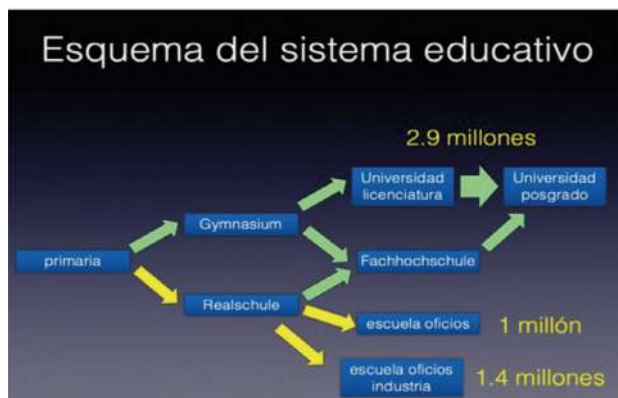 Esquema del sistema educativo
2.9 millones
Universidad
licenciatura
Universidad
posgrado
Gymnasium
primaria
Fachhochschule
Realschule
escuela oficios
1 millón
escuela oficios
industria
1.4 millones